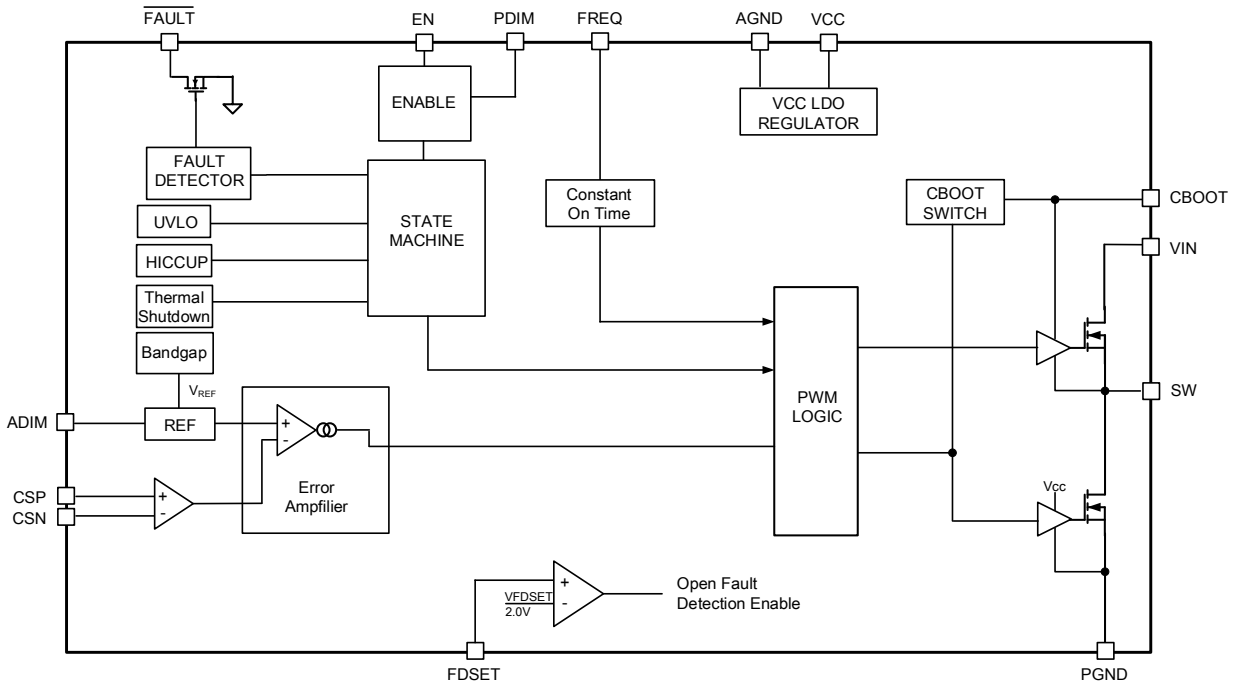 FAULT
EN
PDIM
FREQ
AGND
VCC
ENABLE
VCC LDO
REGULATOR
FAULT
DETECTOR
STATE
MACHINE
Constant
On Time
CBOOT
SWITCH
CBOOT
UVLO
VIN
HICCUP
Thermal
Shutdown
Bandgap
VREF
ADIM
REF
+
-
PWM
LOGIC
SW
CSP
CSN
+
-
Error
Ampfilier
Vcc
+
-
VFDSET
2.0V
Open Fault
Detection Enable
FDSET
PGND